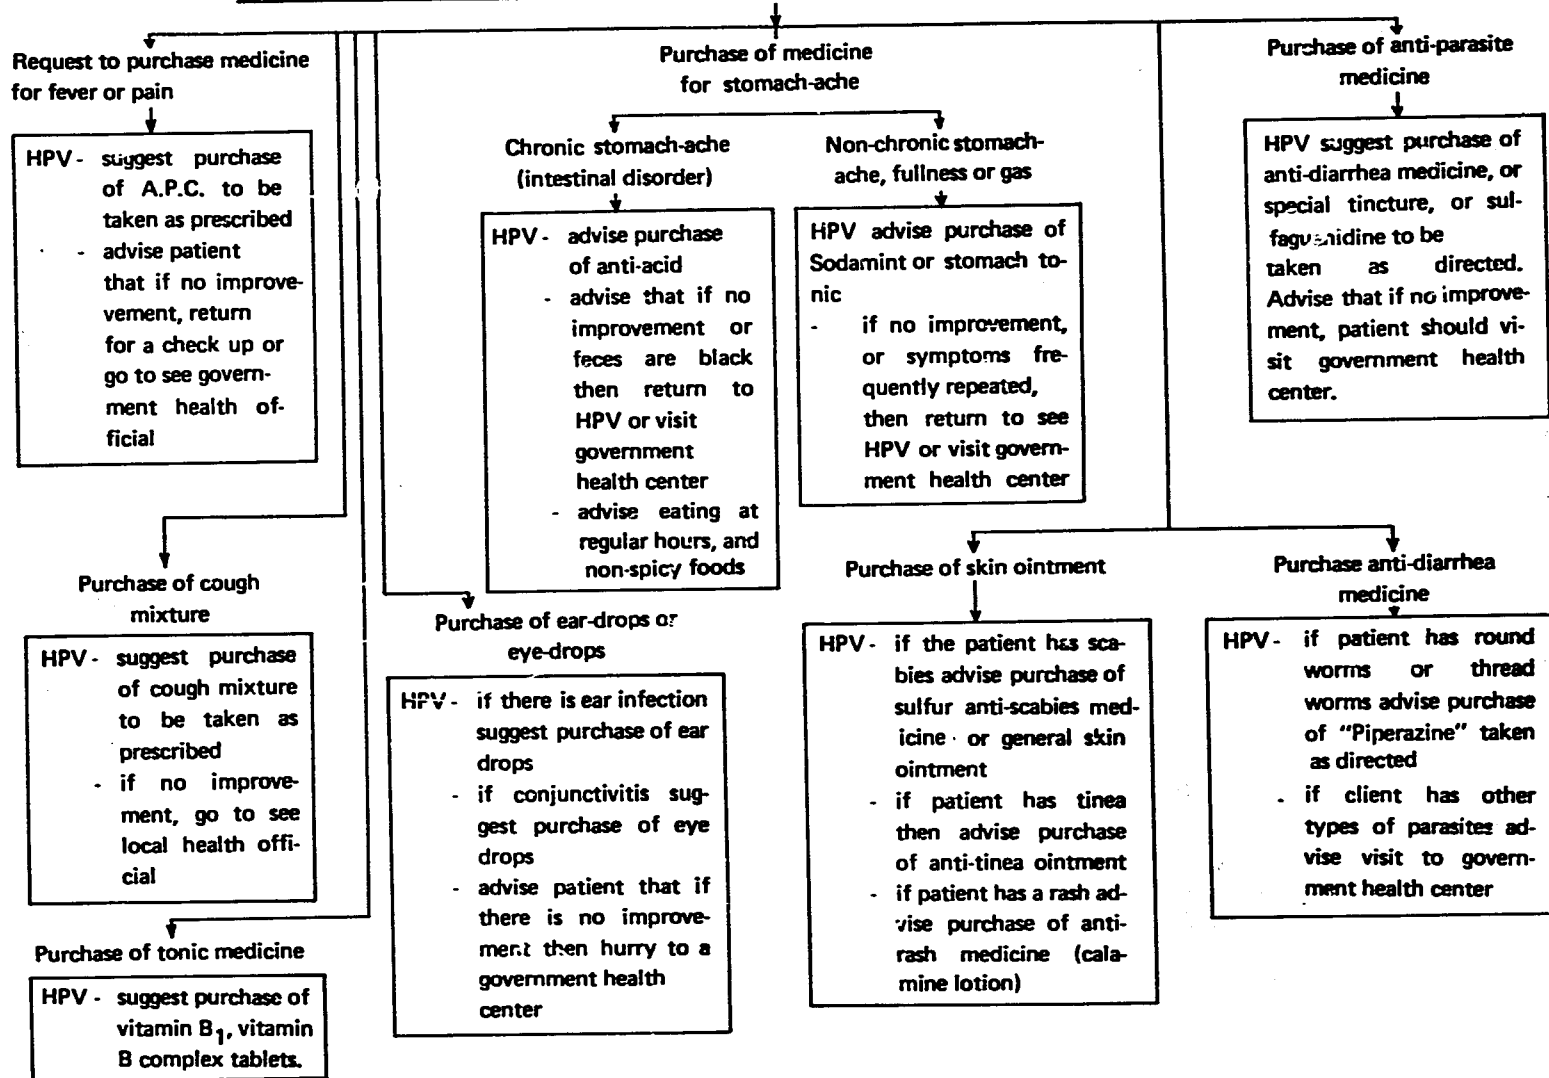 Request to purchase medicine
for fever or pain
HPV - suggest purchase
of A.P.C. to be
taken as prescribed
- advise patient
that if no improve-
vement, return
for a check up or
go to see govern-
ment health of-
ficial
Purchase of medicine
for stomach-ache
Chronic stomach-ache
(intestinal disorder)
HPV - advise purchase
of anti-acid
- advise that if no
improvement or
feces are black
then return to
HPV or visit
government
health center
- advise eating at
regular hours, and
non-spicy foods
Non-chronic stomach-
ache, fullness or gas
HPV advise purchase of
Sodamint or stomach to-
nic
- if no improvement,
or symptoms fre-
quently repeated,
then return to see
HPV or visit govern-
ment health center
Purchase of anti-parasite
medicine
HPV suggest purchase of
anti-diarrhea medicine, or
special tincture, or sul-
to be
taken as directed.
Advise that if no improve-
ment, patient should vi-
sit government health
center.
Purchase of cough
mixture
HPV - suggest purchase
of cough mixture
to be taken as
prescribed
- if no improve-
ment, go to see
local health offi-
cial
Purchase of ear-drops or
eye-drops
HPV - if there is ear infection
suggest purchase of ear
drops
- if conjunctivitis sug-
gest purchase of eye
drops
- advise patient that if
there is no improve-
ment then hurry to a
government health
center
Purchase of skin ointment
HPV - if the patient has sca-
bies advise purchase of
sulfur anti-scabies med-
icine or general skin
ointment
- if patient has tinea
then advise purchase
of anti-tinea ointment
- if patient has a rash ad-
vise purchase of anti-
rash medicine (cala-
mine lotion)
Purchase anti-diarrhea
medicine
HPV - if patient has round
worms or thread
worms advise purchase
of "Piperazine" taken
as directed
- if client has other
types of parasites ad-
vise visit to govern-
ment health center
Purchase of tonic medicine
HPV - suggest purchase of
vitamin B1, vitamin
B complex tablets.